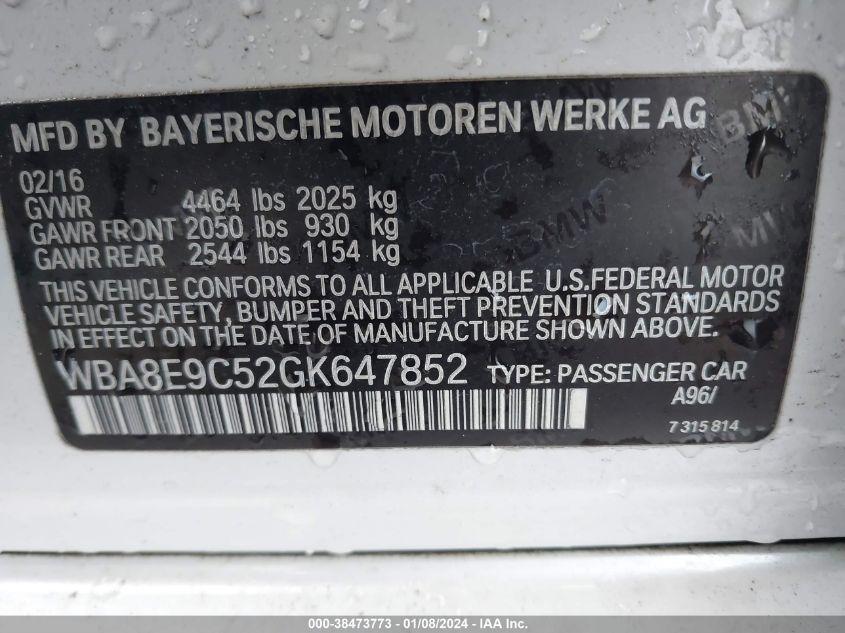 MFD BY BAYERISCHE MOTOREN WERKE AG
02/16
GVWR 4464 lbs 2025 kg
GAWR FRONT 2050 lbs 930 kg
GAWR REAR 2544 lbs 1154 kg
THIS VEHICLE CONFORMS TO ALL APPLICABLE U.S.FEDERAL MOTOR
VEHICLE SAFETY, BUMPER AND THEFT PREVENTION STANDARDS
IN EFFECT ON THE DATE OF MANUFACTURE SHOWN ABOVE.
WBA8E9C52GK647852 TYPE: PASSENGER CAR
A96/
7 315 814
BMW
BMW
000-38473773 - 01/08/2024 - IAA Inc.